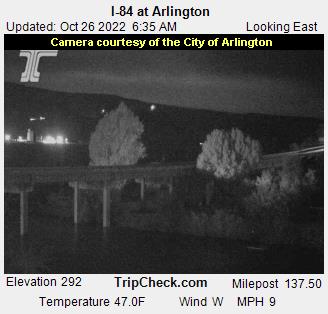 I-84 at Arlington
Updated: Oct 26 2022 6:35 AM Looking East
Camera courtesy of the City of Arlington
Elevation 292 TripCheck.com Milepost 137.50
Temperature 47.0F Wind W MPH 9